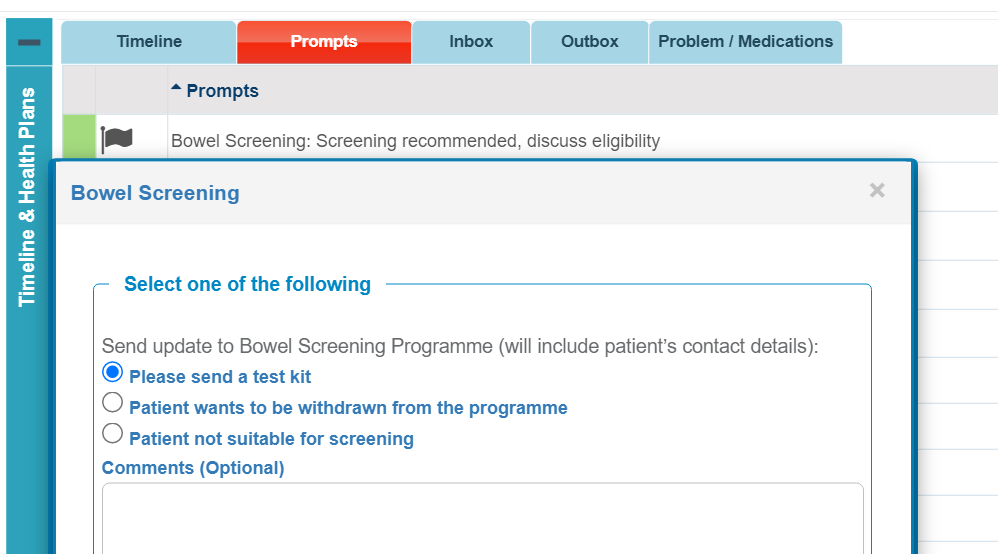 Timeline Prompts Inbox Outbox Problem / Medications
Timeline & Health Plans
Prompts
Bowel Screening: Screening recommended, discuss eligibility
Bowel Screening ×
Select one of the following
Send update to Bowel Screening Programme (will include patient’s contact details):
Please send a test kit
Patient wants to be withdrawn from the programme
Patient not suitable for screening
Comments (Optional)